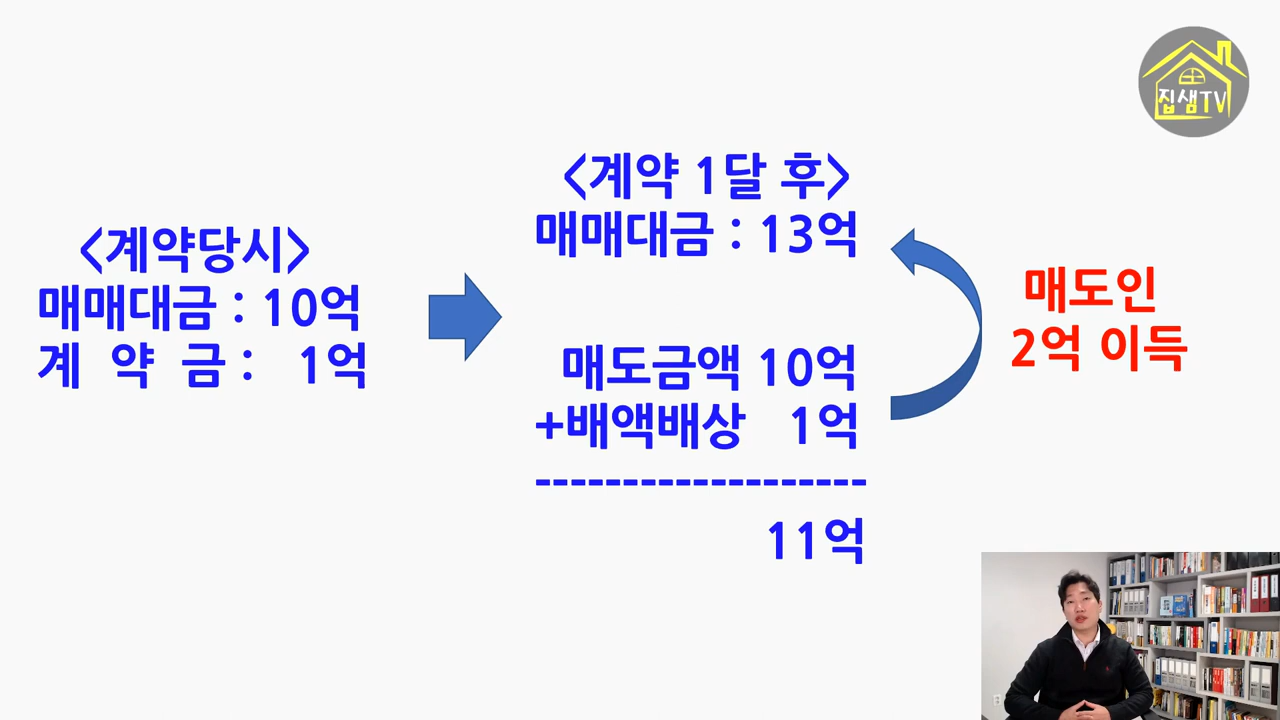 집샘TV
<계약당시>
매매대금 : 10억
계 약 금 : 1억
<계약 1달 후>
매매대금 : 13억
매도금액 10억
+배액배상 1억
-------------------
11억
매도인
2억 이득